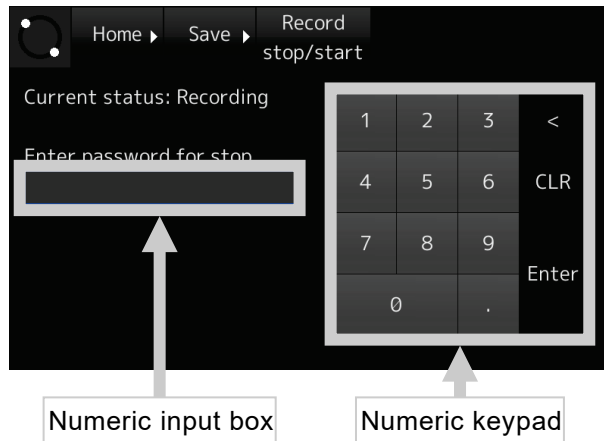 Home Save Record
stop/start
Current status: Recording
Enter password for stop
1 2 3 <
4 5 6 CLR
7 8 9
Enter
0 .
Numeric input box Numeric keypad